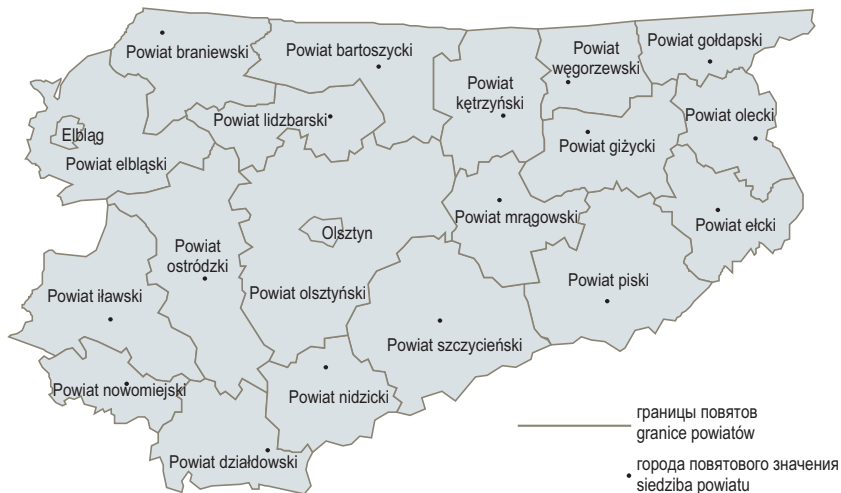 Powiat braniewski
Powiat bartoszycki
Powiat
kętrzyński
Powiat
węgorzewski
Powiat gołdapski
Powiat olecki
Powiat lidzbarski
Elbląg
Powiat elbląski
Powiat giżycki
Powiat mrągowski
Powiat ełcki
Olsztyn
Powiat
ostródzki
Powiat olsztyński
Powiat iławski
Powiat piski
Powiat szczycieński
Powiat nowomiejski
Powiat nidzicki
Powiat działdowski
границы повятов
granice powiatów
города повятового значения
siedziba powiatu